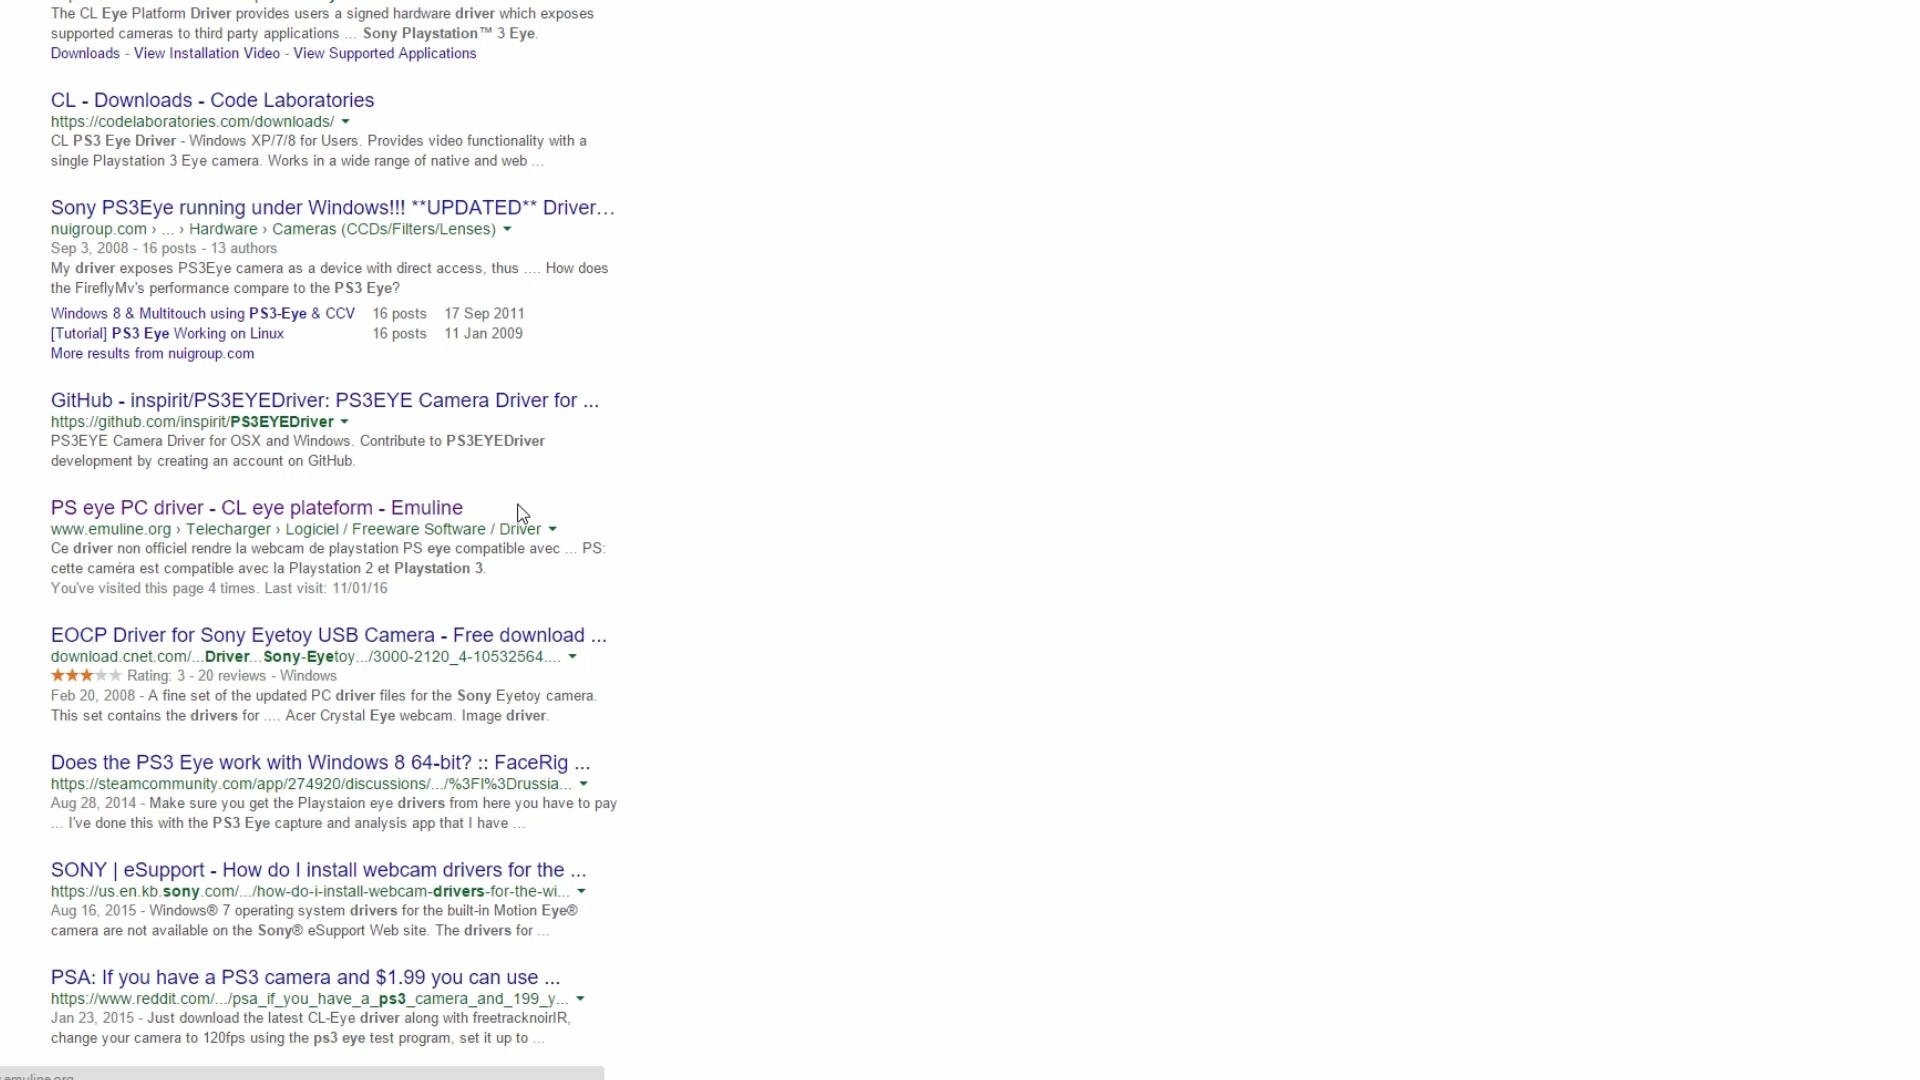 The CL Eye Platform Driver provides users a signed hardware driver which exposes
supported cameras to third party applications ... Sony Playstation™ 3 Eye.
Downloads - View Installation Video - View Supported Applications
CL - Downloads - Code Laboratories
https://codelaboratories.com/downloads/
CL PS3 Eye Driver - Windows XP/7/8 for Users. Provides video functionality with a
single Playstation 3 Eye camera. Works in a wide range of native and web ...
Sony PS3Eye running under Windows!!! **UPDATED** Driver...
nuigroup.com › ... › Hardware › Cameras (CCDs/Filters/Lenses)
Sep 3, 2008 - 16 posts - 13 authors
My driver exposes PS3Eye camera as a device with direct access, thus .... How does
the FireflyMv's performance compare to the PS3 Eye?
Windows 8 & Multitouch using PS3-Eye & CCV 16 posts 17 Sep 2011
[Tutorial] PS3 Eye Working on Linux 16 posts 11 Jan 2009
More results from nuigroup.com
GitHub - inspirit/PS3EYEDriver: PS3EYE Camera Driver for ...
https://github.com/inspirit/PS3EYEDriver
PS3EYE Camera Driver for OSX and Windows. Contribute to PS3EYEDriver
development by creating an account on GitHub.
PS eye PC driver - CL eye plateform - Emuline
www.emuline.org › Telecharger › Logiciel / Freeware Software / Driver
Ce driver non officiel rendre la webcam de playstation PS eye compatible avec ... PS:
cette caméra est compatible avec la Playstation 2 et Playstation 3.
You've visited this page 4 times. Last visit: 11/01/16
EOCP Driver for Sony Eyetoy USB Camera - Free download ...
download.cnet.com/...Driver...Sony-Eyetoy.../3000-2120_4-10532564....
Rating: 3 - 20 reviews - Windows
Feb 20, 2008 - A fine set of the updated PC driver files for the Sony Eyetoy camera.
This set contains the drivers for .... Acer Crystal Eye webcam. Image driver.
Does the PS3 Eye work with Windows 8 64-bit? :: FaceRig ...
https://steamcommunity.com/app/274920/discussions/.../%3Fl%3Drussia...
Aug 28, 2014 - Make sure you get the Playstaion eye drivers from here you have to pay
... I've done this with the PS3 Eye capture and analysis app that I have ...
SONY | eSupport - How do I install webcam drivers for the ...
https://us.en.kb.sony.com/.../how-do-i-install-webcam-drivers-for-the-wi...
Aug 16, 2015 - Windows® 7 operating system drivers for the built-in Motion Eye®
camera are not available on the Sony® eSupport Web site. The drivers for ...
PSA: If you have a PS3 camera and $1.99 you can use ...
https://www.reddit.com/.../psa_if_you_have_a_ps3_camera_and_199_y...
Jan 23, 2015 - Just download the latest CL-Eye driver along with freetracknoirIR,
change your camera to 120fps using the ps3 eye test program, set it up to ...